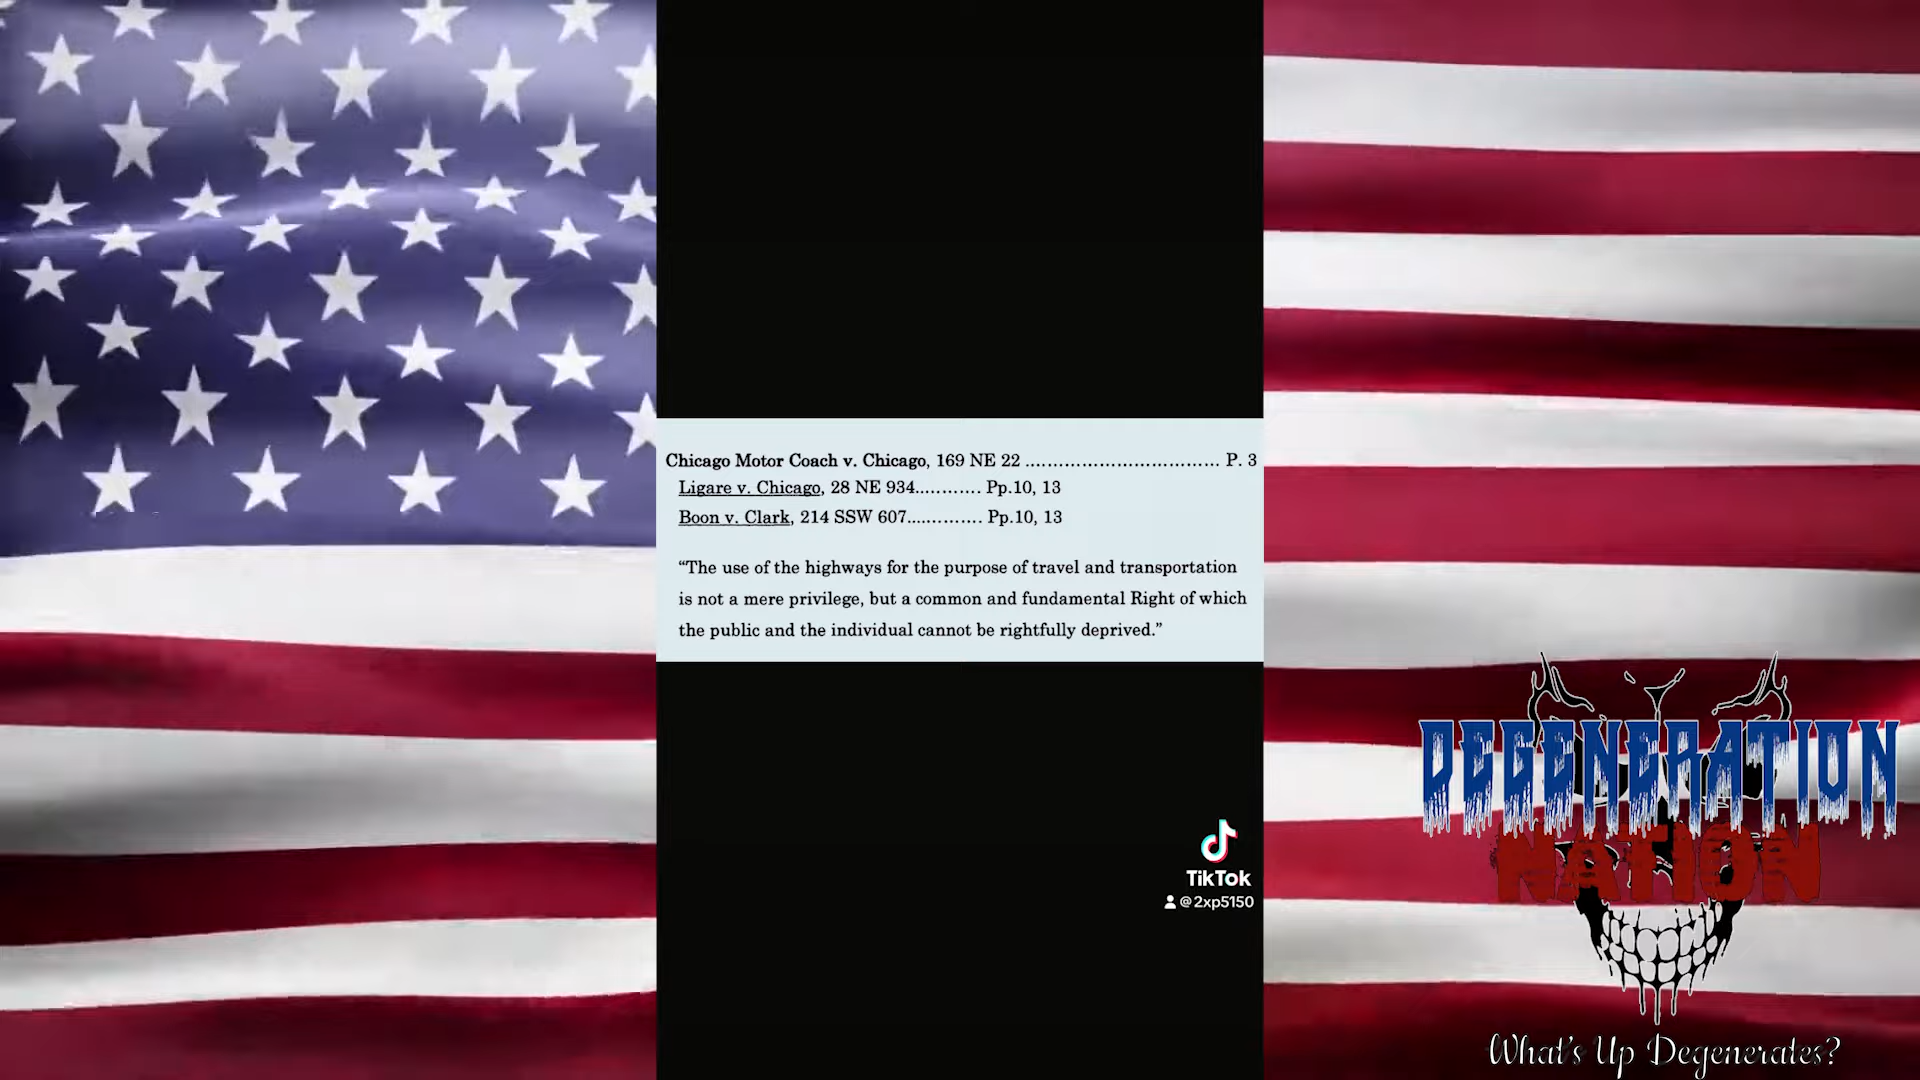 Chicago Motor Coach v. Chicago, 169 NE 22 ................................. P. 3
Ligare v. Chicago, 28 NE 934........... Pp.10, 13
Boon v. Clark, 214 SSW 607............. Pp.10, 13
“The use of the highways for the purpose of travel and transportation
is not a mere privilege, but a common and fundamental Right of which
the public and the individual cannot be rightfully deprived.”
DEGENERATION
NATION
TikTok
@2xp5150
What's Up Degenerates?